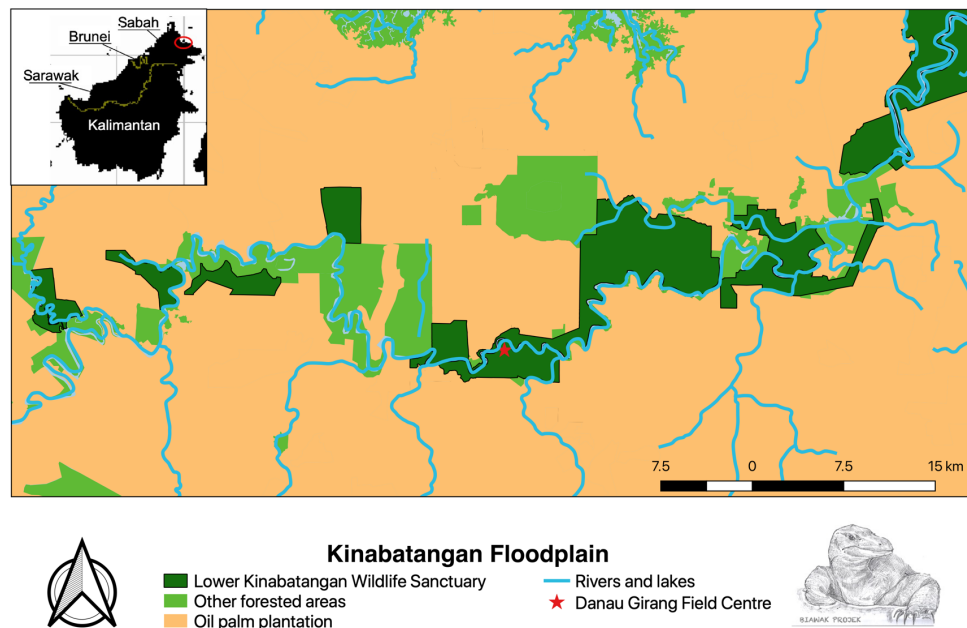 Sabah
Brunei
Sarawak
Kalimantan
7.5 0 7.5 15 km
Kinabatangan Floodplain
Lower Kinabatangan Wildlife Sanctuary
Other forested areas
Oil palm plantation
Rivers and lakes
Danau Girang Field Centre
BIAWAK PROJEK